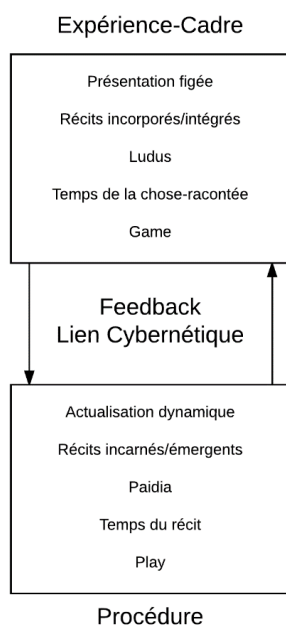 Expérience-Cadre
Présentation figée
Récits incorporés/intégrés
Ludus
Temps de la chose-racontée
Game
Feedback
Lien Cybernétique
Actualisation dynamique
Récits incarnés/émergents
Paidia
Temps du récit
Play
Procédure